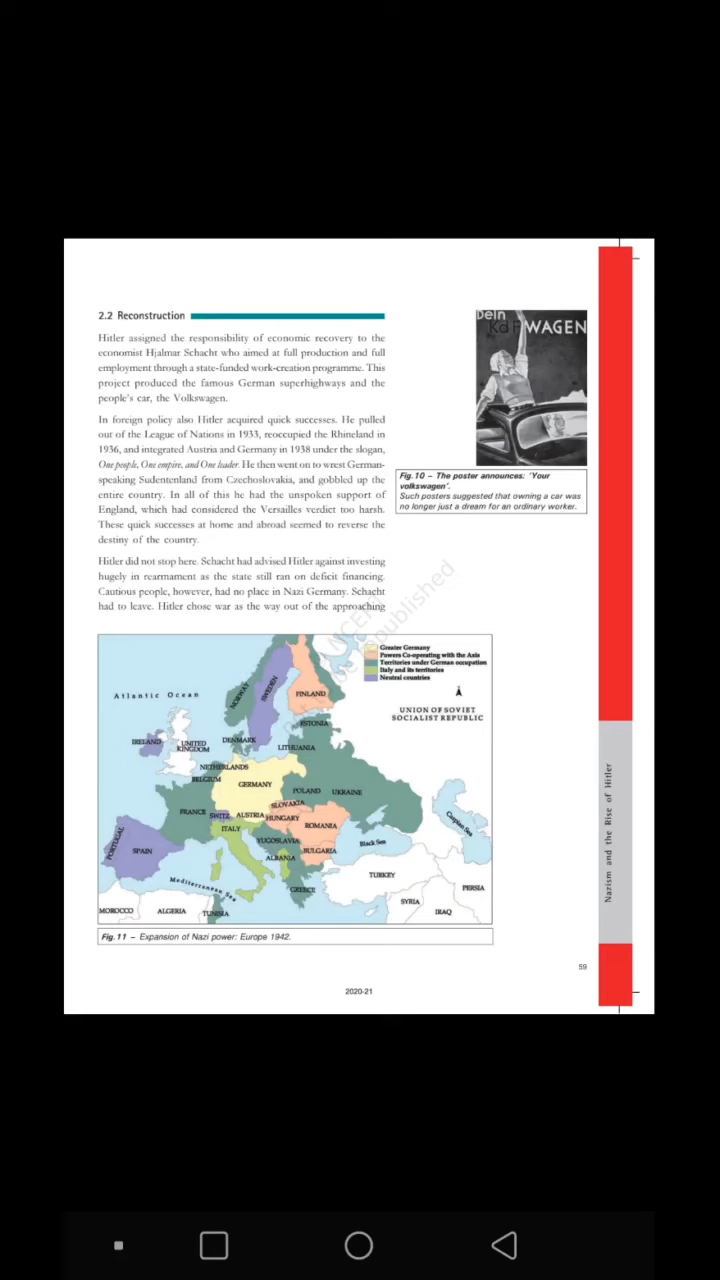 2.2 Reconstruction
Hitler assigned the responsibility of economic recovery to the
economist Hjalmar Schacht who aimed at full production and full
employment through a state-funded work-creation programme. This
project produced the famous German superhighways and the
people's car, the Volkswagen.
In foreign policy also Hitler acquired quick successes. He pulled
out of the League of Nations in 1933, reoccupied the Rhineland in
1936, and integrated Austria and Germany in 1938 under the slogan,
One people, One empire, and One leader. He then went on to wrest German-
speaking Sudentenland from Czechoslovakia, and gobbled up the
entire country. In all of this he had the unspoken support of
England, which had considered the Versailles verdict too harsh.
These quick successes at home and abroad seemed to reverse the
destiny of the country.
Hitler did not stop here. Schacht had advised Hitler against investing
hugely in rearmament as the state still ran on deficit financing.
Cautious people, however, had no place in Nazi Germany. Schacht
had to leave. Hitler chose war as the way out of the approaching
Dein
KdF WAGEN
Fig.10 – The poster announces: 'Your
volkswagen'.
Such posters suggested that owning a car was
no longer just a dream for an ordinary worker.
Greater Germany
Powers Co-operating with the Axis
Territories under German occupation
Italy and its territories
Neutral countries
Atlantic Ocean
NORWAY
SWEDEN
FINLAND
UNION OF SOVIET
SOCIALIST REPUBLIC
ESTONIA
IRELAND
UNITED
KINGDOM
DENMARK
LITHUANIA
NETHERLANDS
BELGIUM
GERMANY
POLAND
UKRAINE
SLOVAKIA
FRANCE
SWITZ
AUSTRIA
HUNGARY
ROMANIA
ITALY
Caspian Sea
PORTUGAL
SPAIN
YUGOSLAVIA
Black Sea
BULGARIA
ALBANIA
TURKEY
GREECE
Mediterranean Sea
PERSIA
SYRIA
IRAQ
MOROCCO
ALGERIA
TUNISIA
Fig.11 – Expansion of Nazi power: Europe 1942.
Nazism and the Rise of Hitler
59
2020-21
published